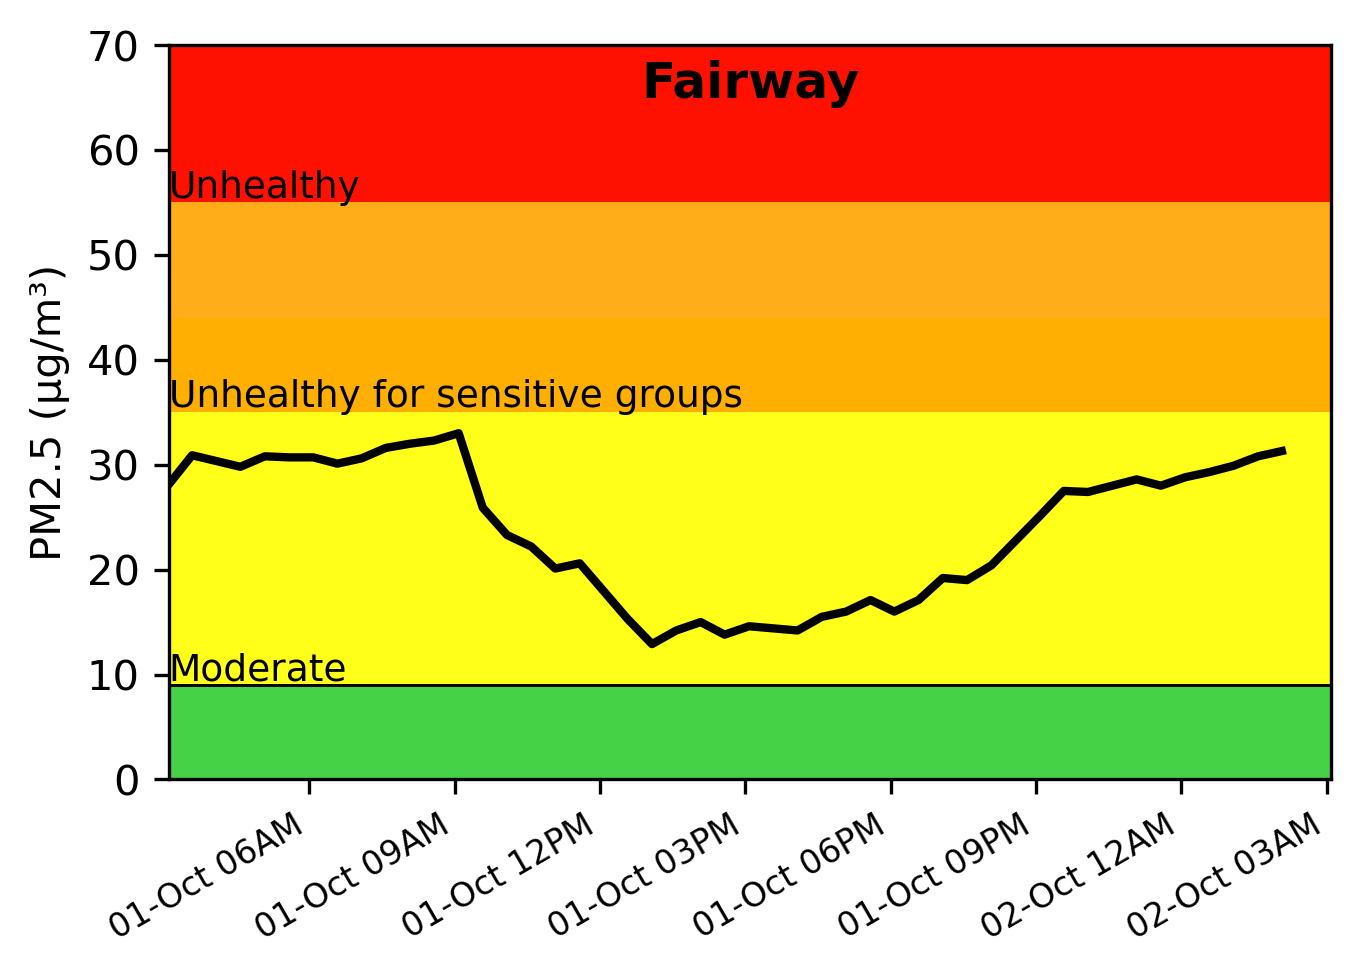 Fairway
70
60
50
40
30
20
10
0
PM2.5 (µg/m³)
Unhealthy
Unhealthy for sensitive groups
Moderate
01-Oct 06AM
01-Oct 09AM
01-Oct 12PM
01-Oct 03PM
01-Oct 06PM
01-Oct 09PM
02-Oct 12AM
02-Oct 03AM